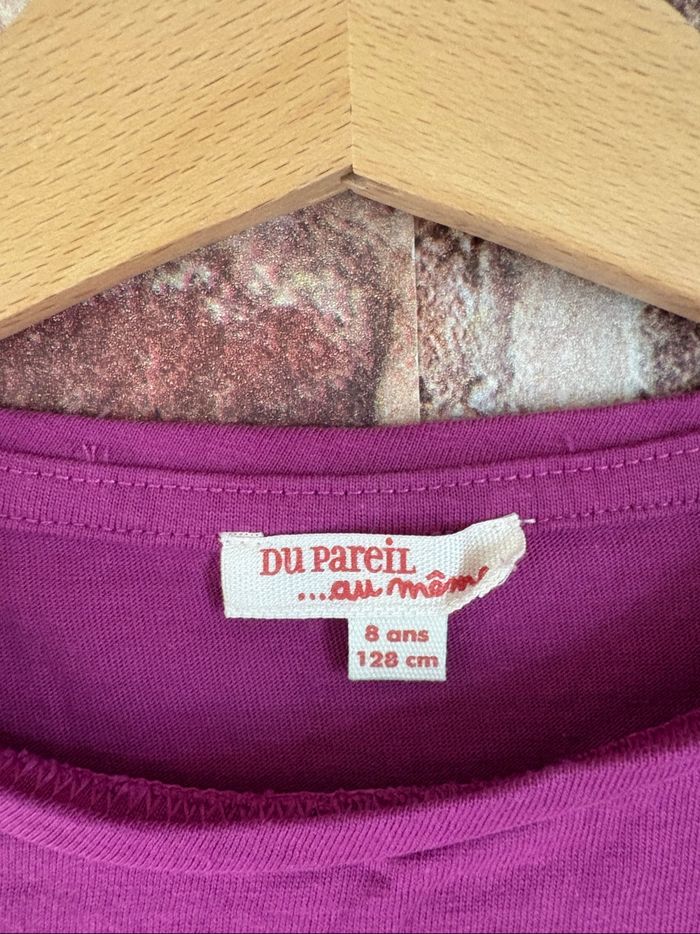 DU PAREIL
...au même
8 ans
128 cm